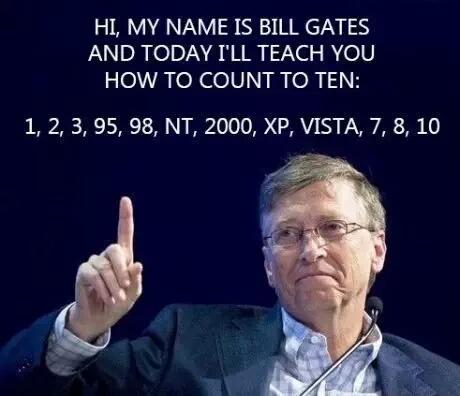 HI, MY NAME IS BILL GATES
AND TODAY I'LL TEACH YOU
HOW TO COUNT TO TEN:
1, 2, 3, 95, 98, NT, 2000, XP, VISTA, 7, 8, 10